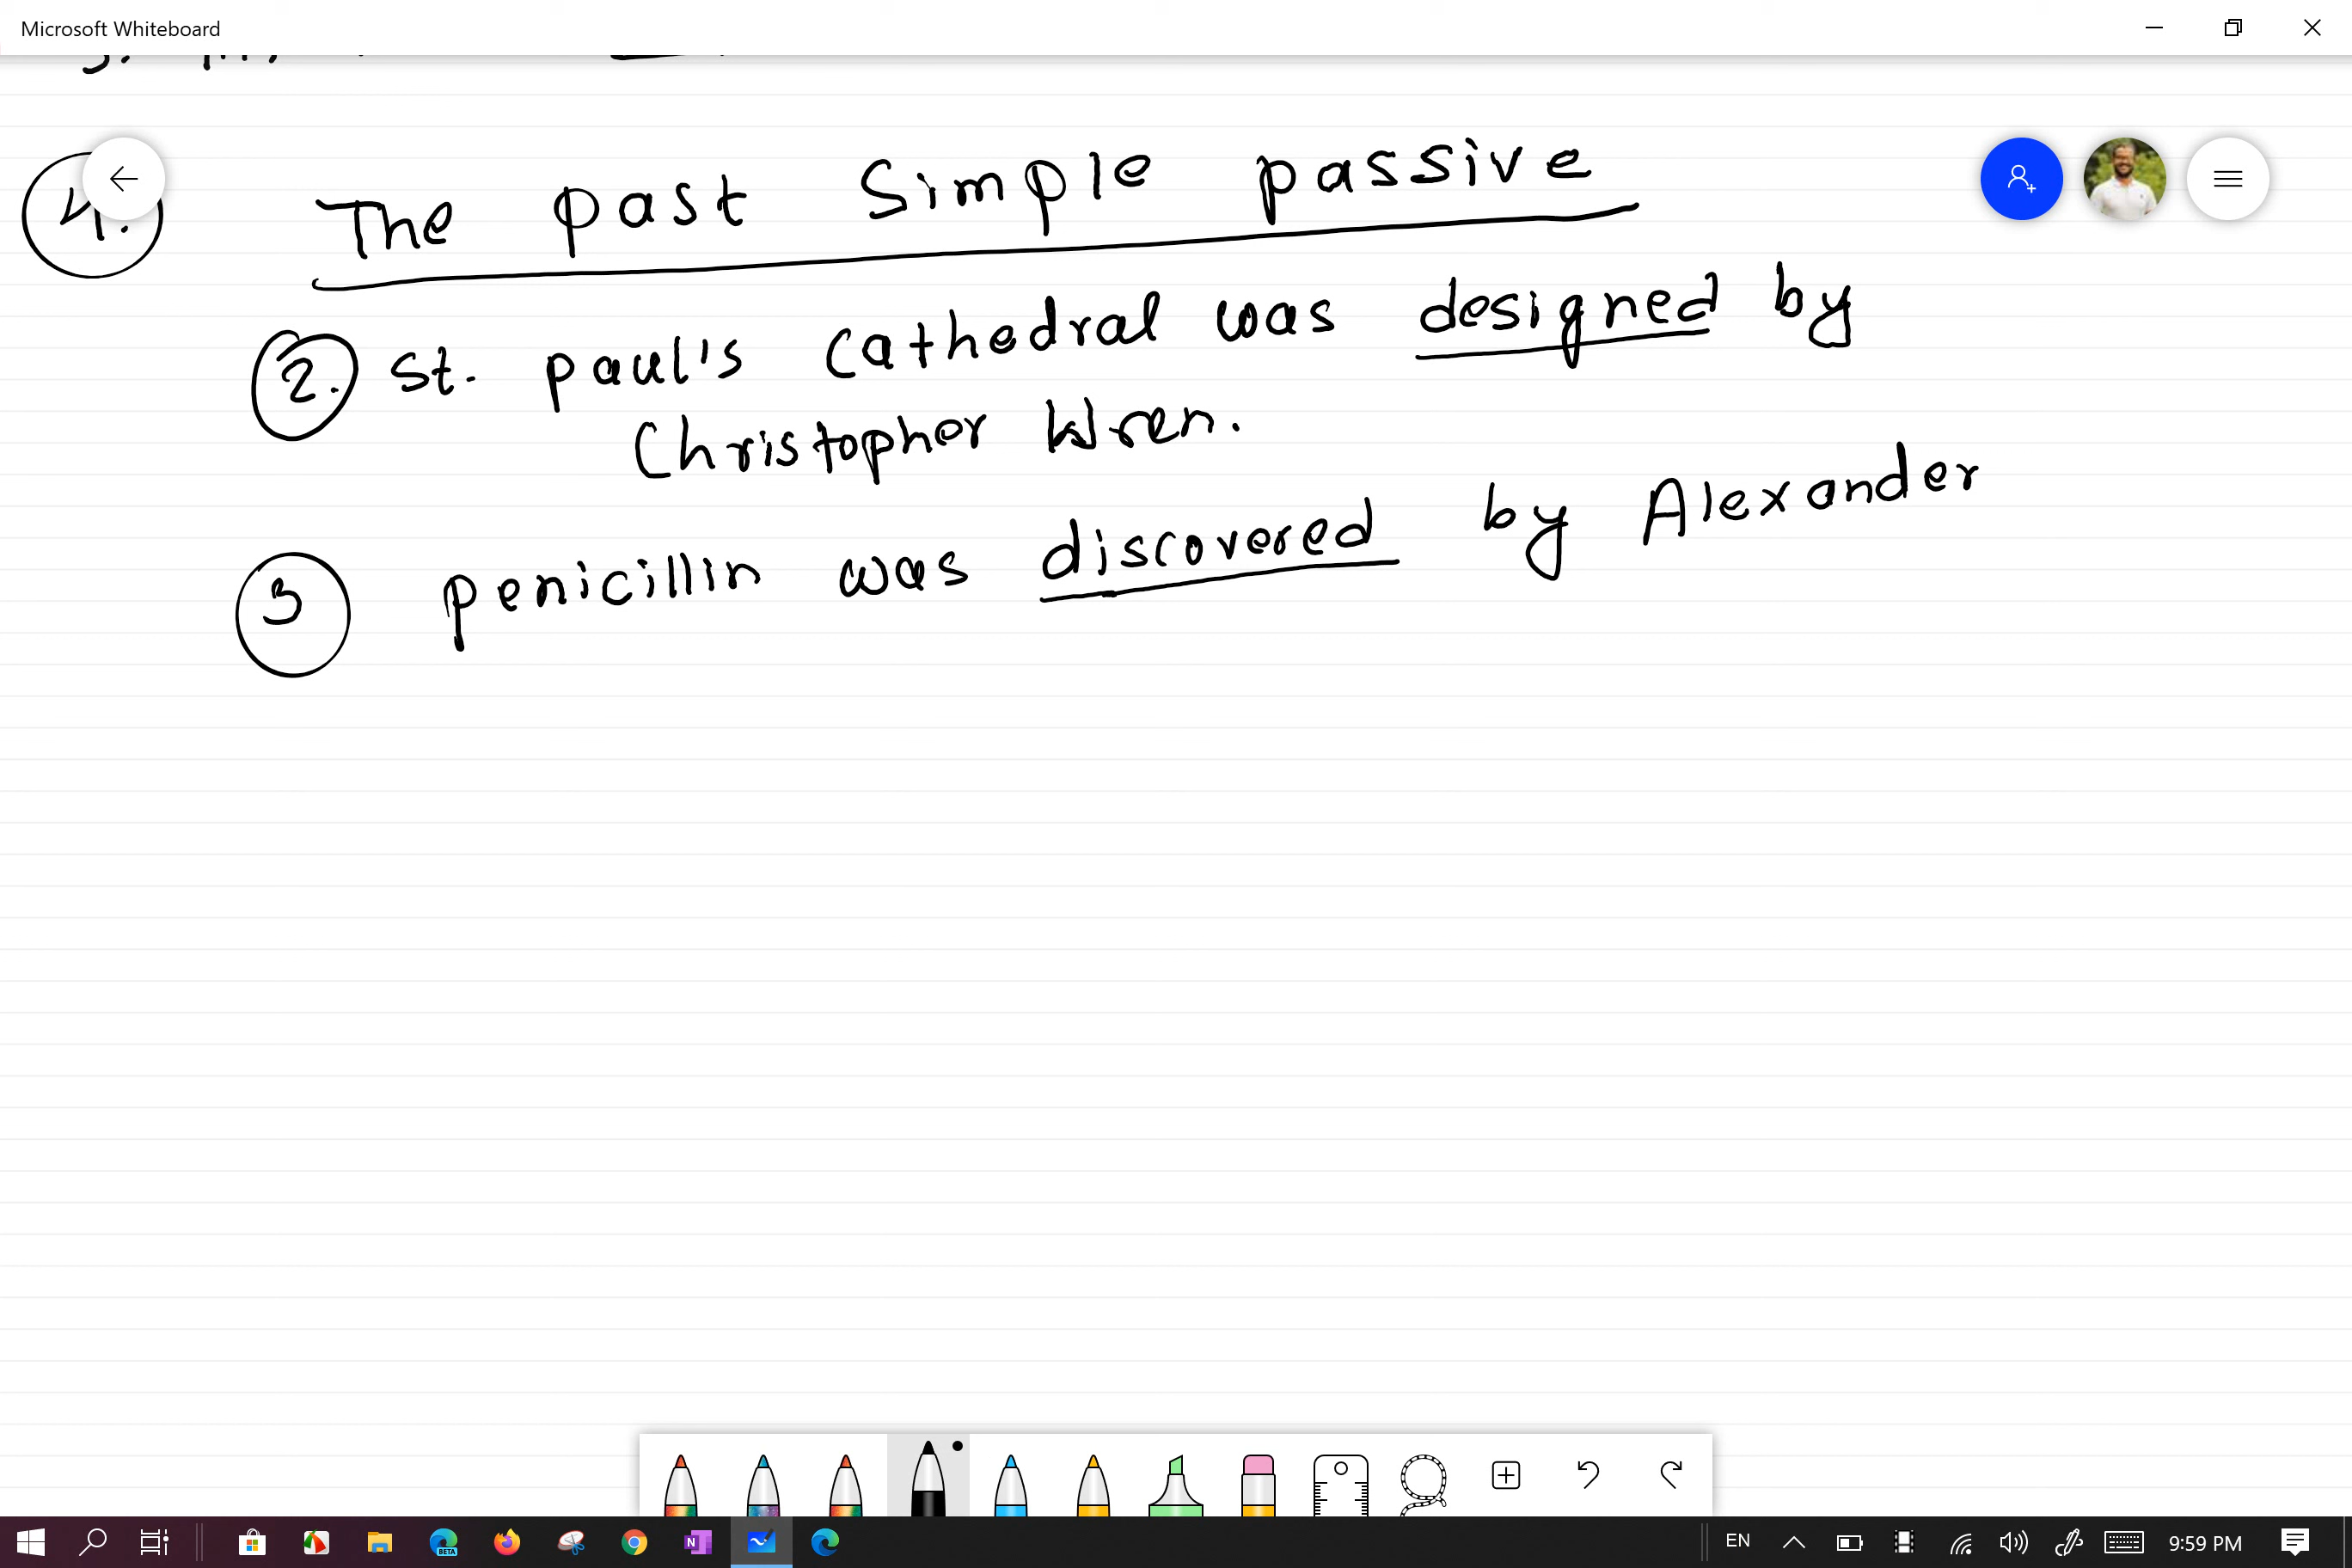 Microsoft Whiteboard
4.
The past Simple passive
2. St. paul's Cathedral was designed by
Christopher Wren.
3 penicillin was discovered by Alexander
BETA
N
EN
9:59 PM